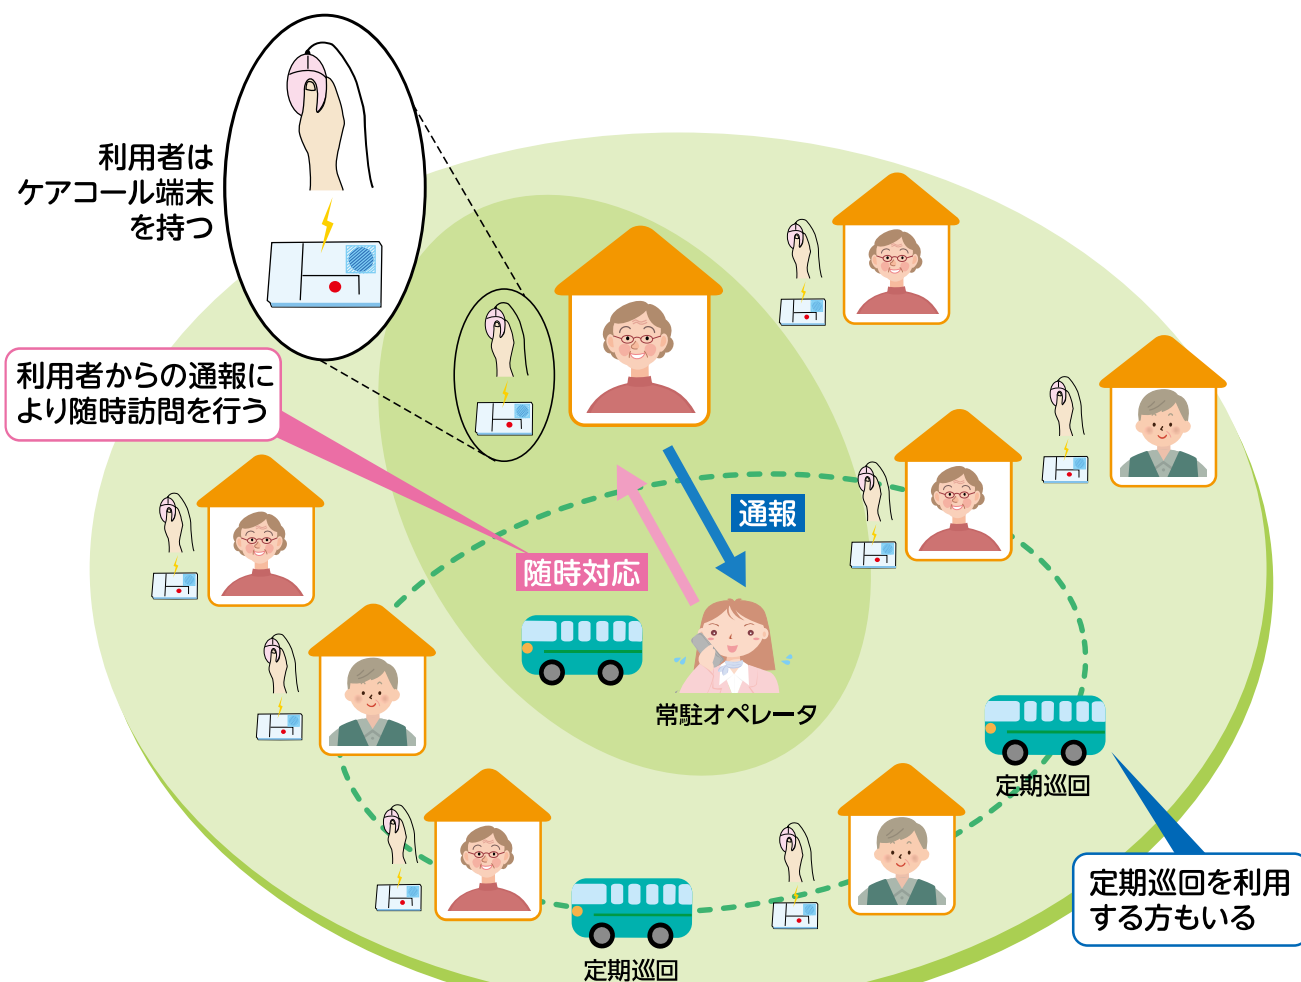 利用者は
ケアコール端末
を持つ
利用者からの通報に
より随時訪問を行う
通報
随時対応
常駐オペレータ
定期巡回
定期巡回を利用
する方もいる
定期巡回